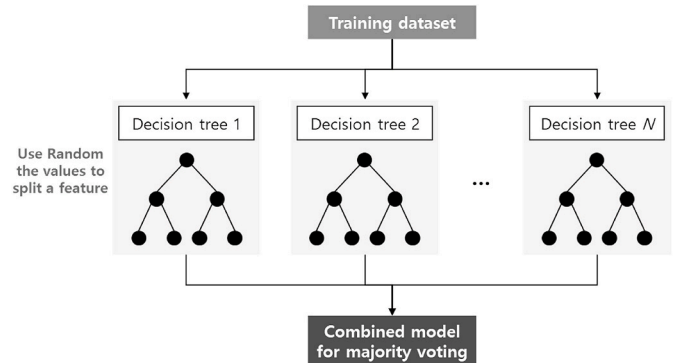 Training dataset
Decision tree 1
Decision tree 2
Decision tree N
Use Random
the values to
split a feature
...
Combined model
for majority voting